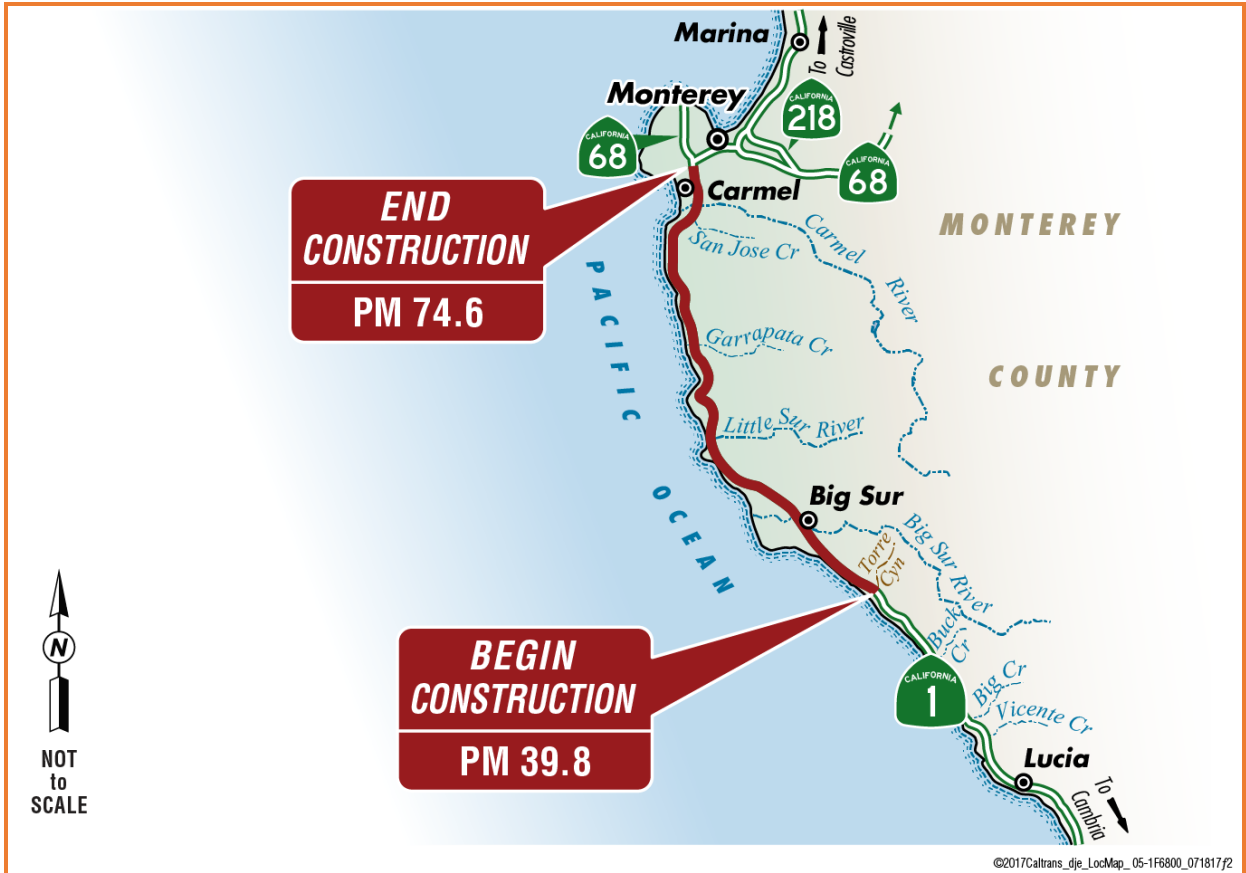 Marina
To
Castroville
Monterey
CALIFORNIA
218
CALIFORNIA
68
CALIFORNIA
68
END
CONSTRUCTION
PM 74.6
Carmel
MONTEREY
San Jose Cr
Carmel
River
PACIFIC
Garrapata Cr
COUNTY
Little Sur River
OCEAN
Big Sur
Torre
Cyn
Big Sur River
N
NOT
to
SCALE
BEGIN
CONSTRUCTION
PM 39.8
Buck
Cr
CALIFORNIA
1
Big Cr
Vicente Cr
Lucia
To
Cambria
©2017Caltrans_dje_LocMap_05-1F6800_071817f2